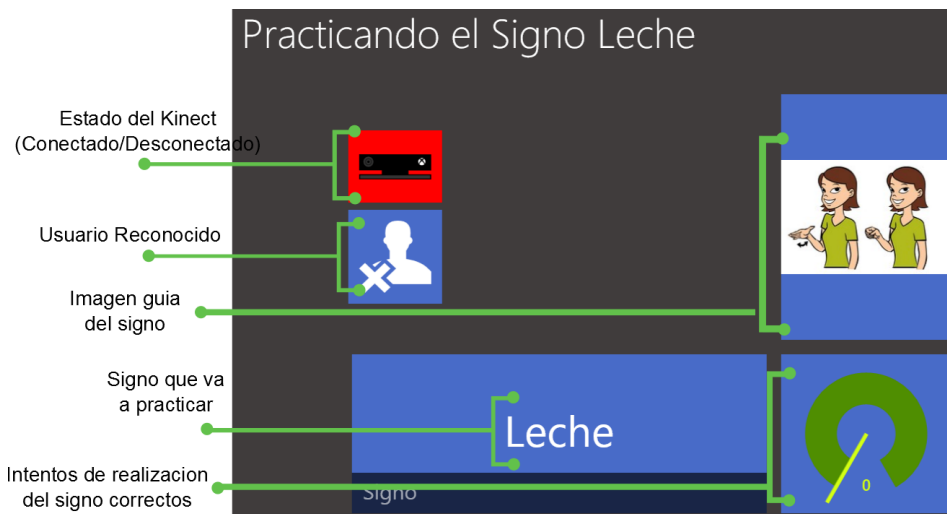 Practicando el Signo Leche
Estado del Kinect
(Conectado/Desconectado)
Usuario Reconocido
Imagen guia
del signo
Signo que va
a practicar
Leche
Intentos de realizacion
del signo correctos
Signo
0